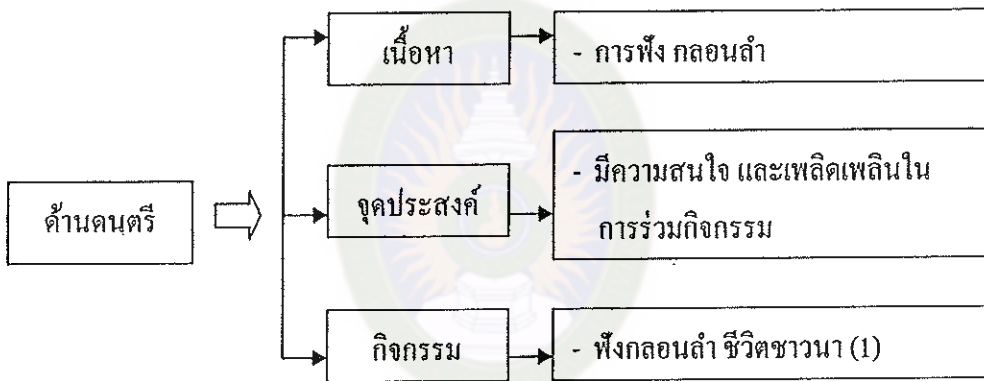 เนื้อหา
- การฟัง กลอนลำ
ด้านดนตรี
จุดประสงค์
- มีความสนใจ และเพลิดเพลินใน
การร่วมกิจกรรม
กิจกรรม
- ฟังกลอนลำ ชีวิตชาวนา (1)